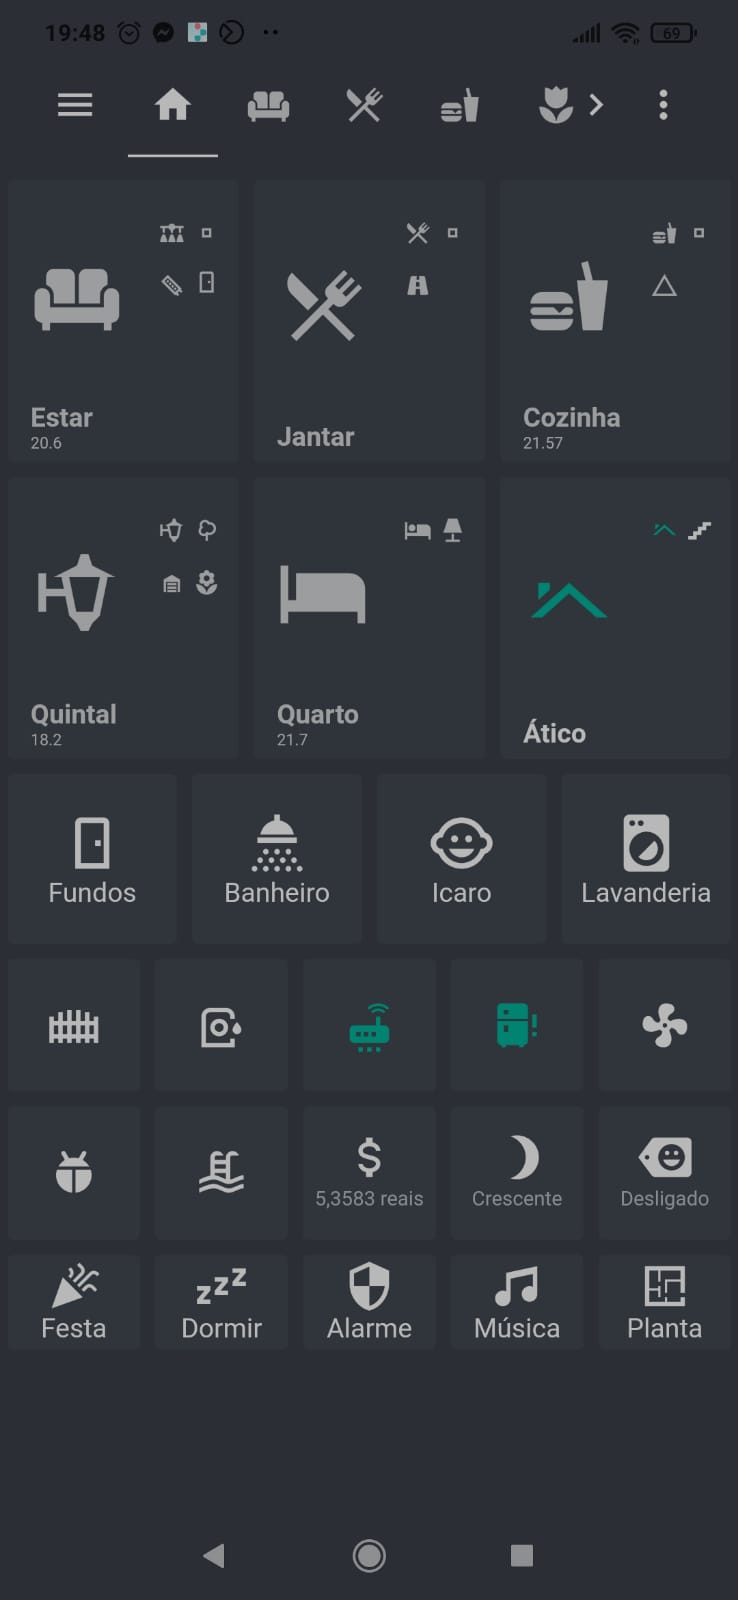 19:48
69
Estar
20.6
Jantar
Cozinha
21.57
Quintal
18.2
Quarto
21.7
Ático
Fundos
Banheiro
Icaro
Lavanderia
5,3583 reais
Crescente
Desligado
Festa
Dormir
Alarme
Música
Planta